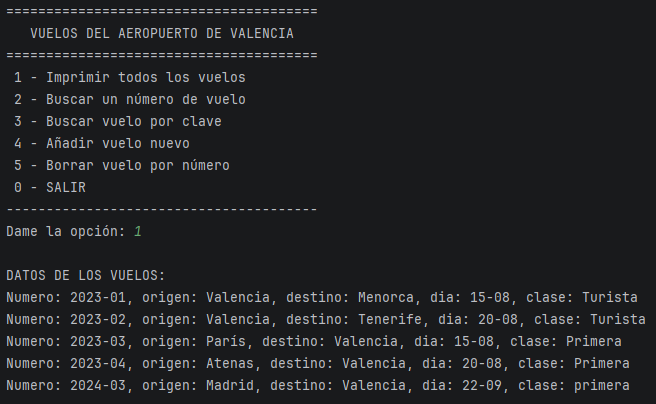 =======================================
VUELOS DEL AEROPUERTO DE VALENCIA
=======================================
1 - Imprimir todos los vuelos
2 - Buscar un número de vuelo
3 - Buscar vuelo por clave
4 - Añadir vuelo nuevo
5 - Borrar vuelo por número
0 - SALIR
---------------------------------------
Dame la opción: 1
DATOS DE LOS VUELOS:
Numero: 2023-01, origen: Valencia, destino: Menorca, dia: 15-08, clase: Turista
Numero: 2023-02, origen: Valencia, destino: Tenerife, dia: 20-08, clase: Turista
Numero: 2023-03, origen: París, destino: Valencia, dia: 15-08, clase: Primera
Numero: 2023-04, origen: Atenas, destino: Valencia, dia: 20-08, clase: Primera
Numero: 2024-03, origen: Madrid, destino: Valencia, dia: 22-09, clase: primera